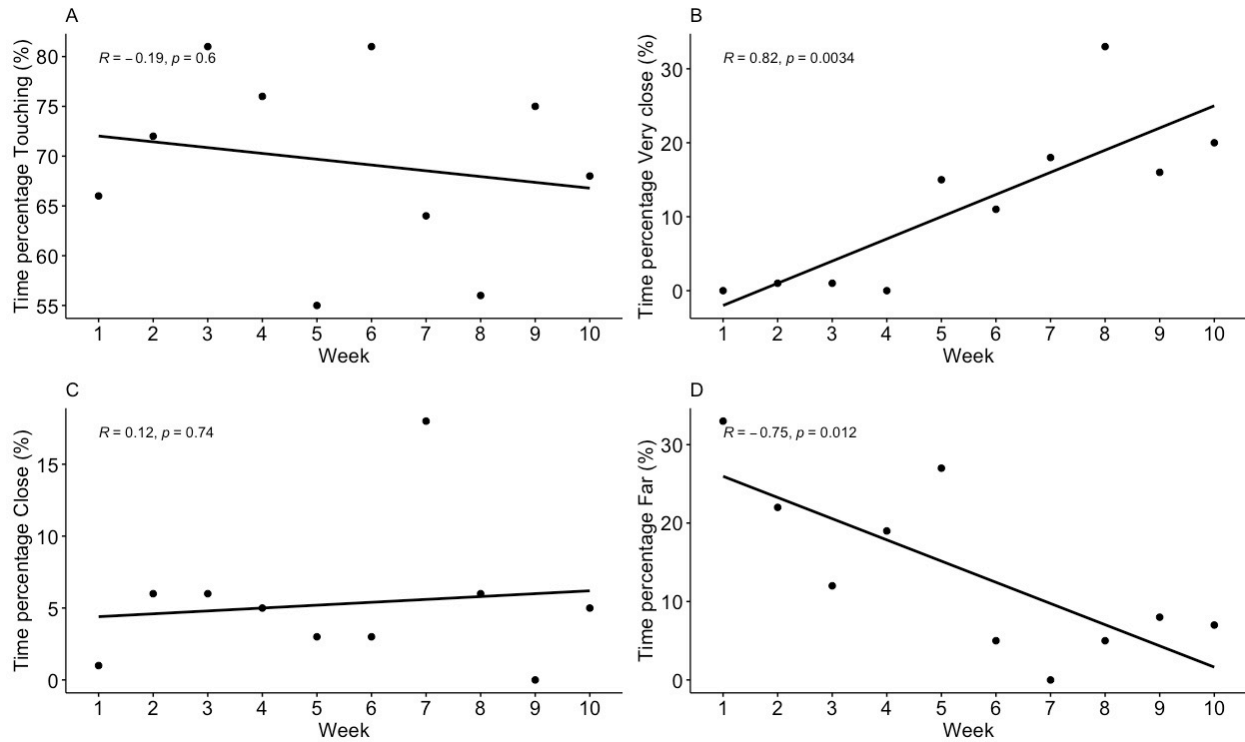 A
R = −0.19, p = 0.6
Time percentage Touching (%)
80
75
70
65
60
55
1 2 3 4 5 6 7 8 9 10
Week
B
R = 0.82, p = 0.0034
Time percentage Very close (%)
30
20
10
0
1 2 3 4 5 6 7 8 9 10
Week
C
R = 0.12, p = 0.74
Time percentage Close (%)
15
10
5
0
1 2 3 4 5 6 7 8 9 10
Week
D
R = −0.75, p = 0.012
Time percentage Far (%)
30
20
10
0
1 2 3 4 5 6 7 8 9 10
Week